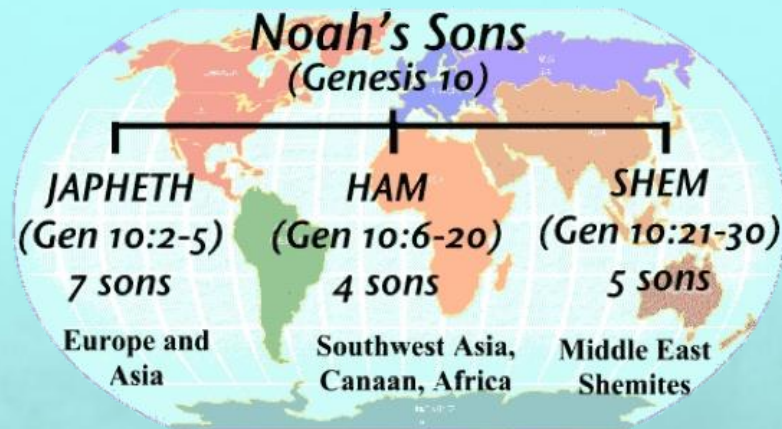 Noah's Sons
(Genesis 10)
JAPHETH
(Gen 10:2-5)
7 sons
Europe and
Asia
HAM
(Gen 10:6-20)
4 sons
Southwest Asia,
Canaan, Africa
SHEM
(Gen 10:21-30)
5 sons
Middle East
Shemites